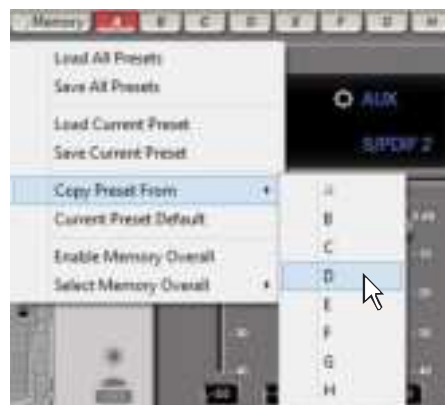 Memory A B C D E F G H
Load All Presets
Save All Presets
AUX
Load Current Preset
S/PDIF 2
Save Current Preset
Copy Preset From
A
Current Preset Default
B
C
Enable Memory Overall
D
Select Memory Overall
E
F
G
H